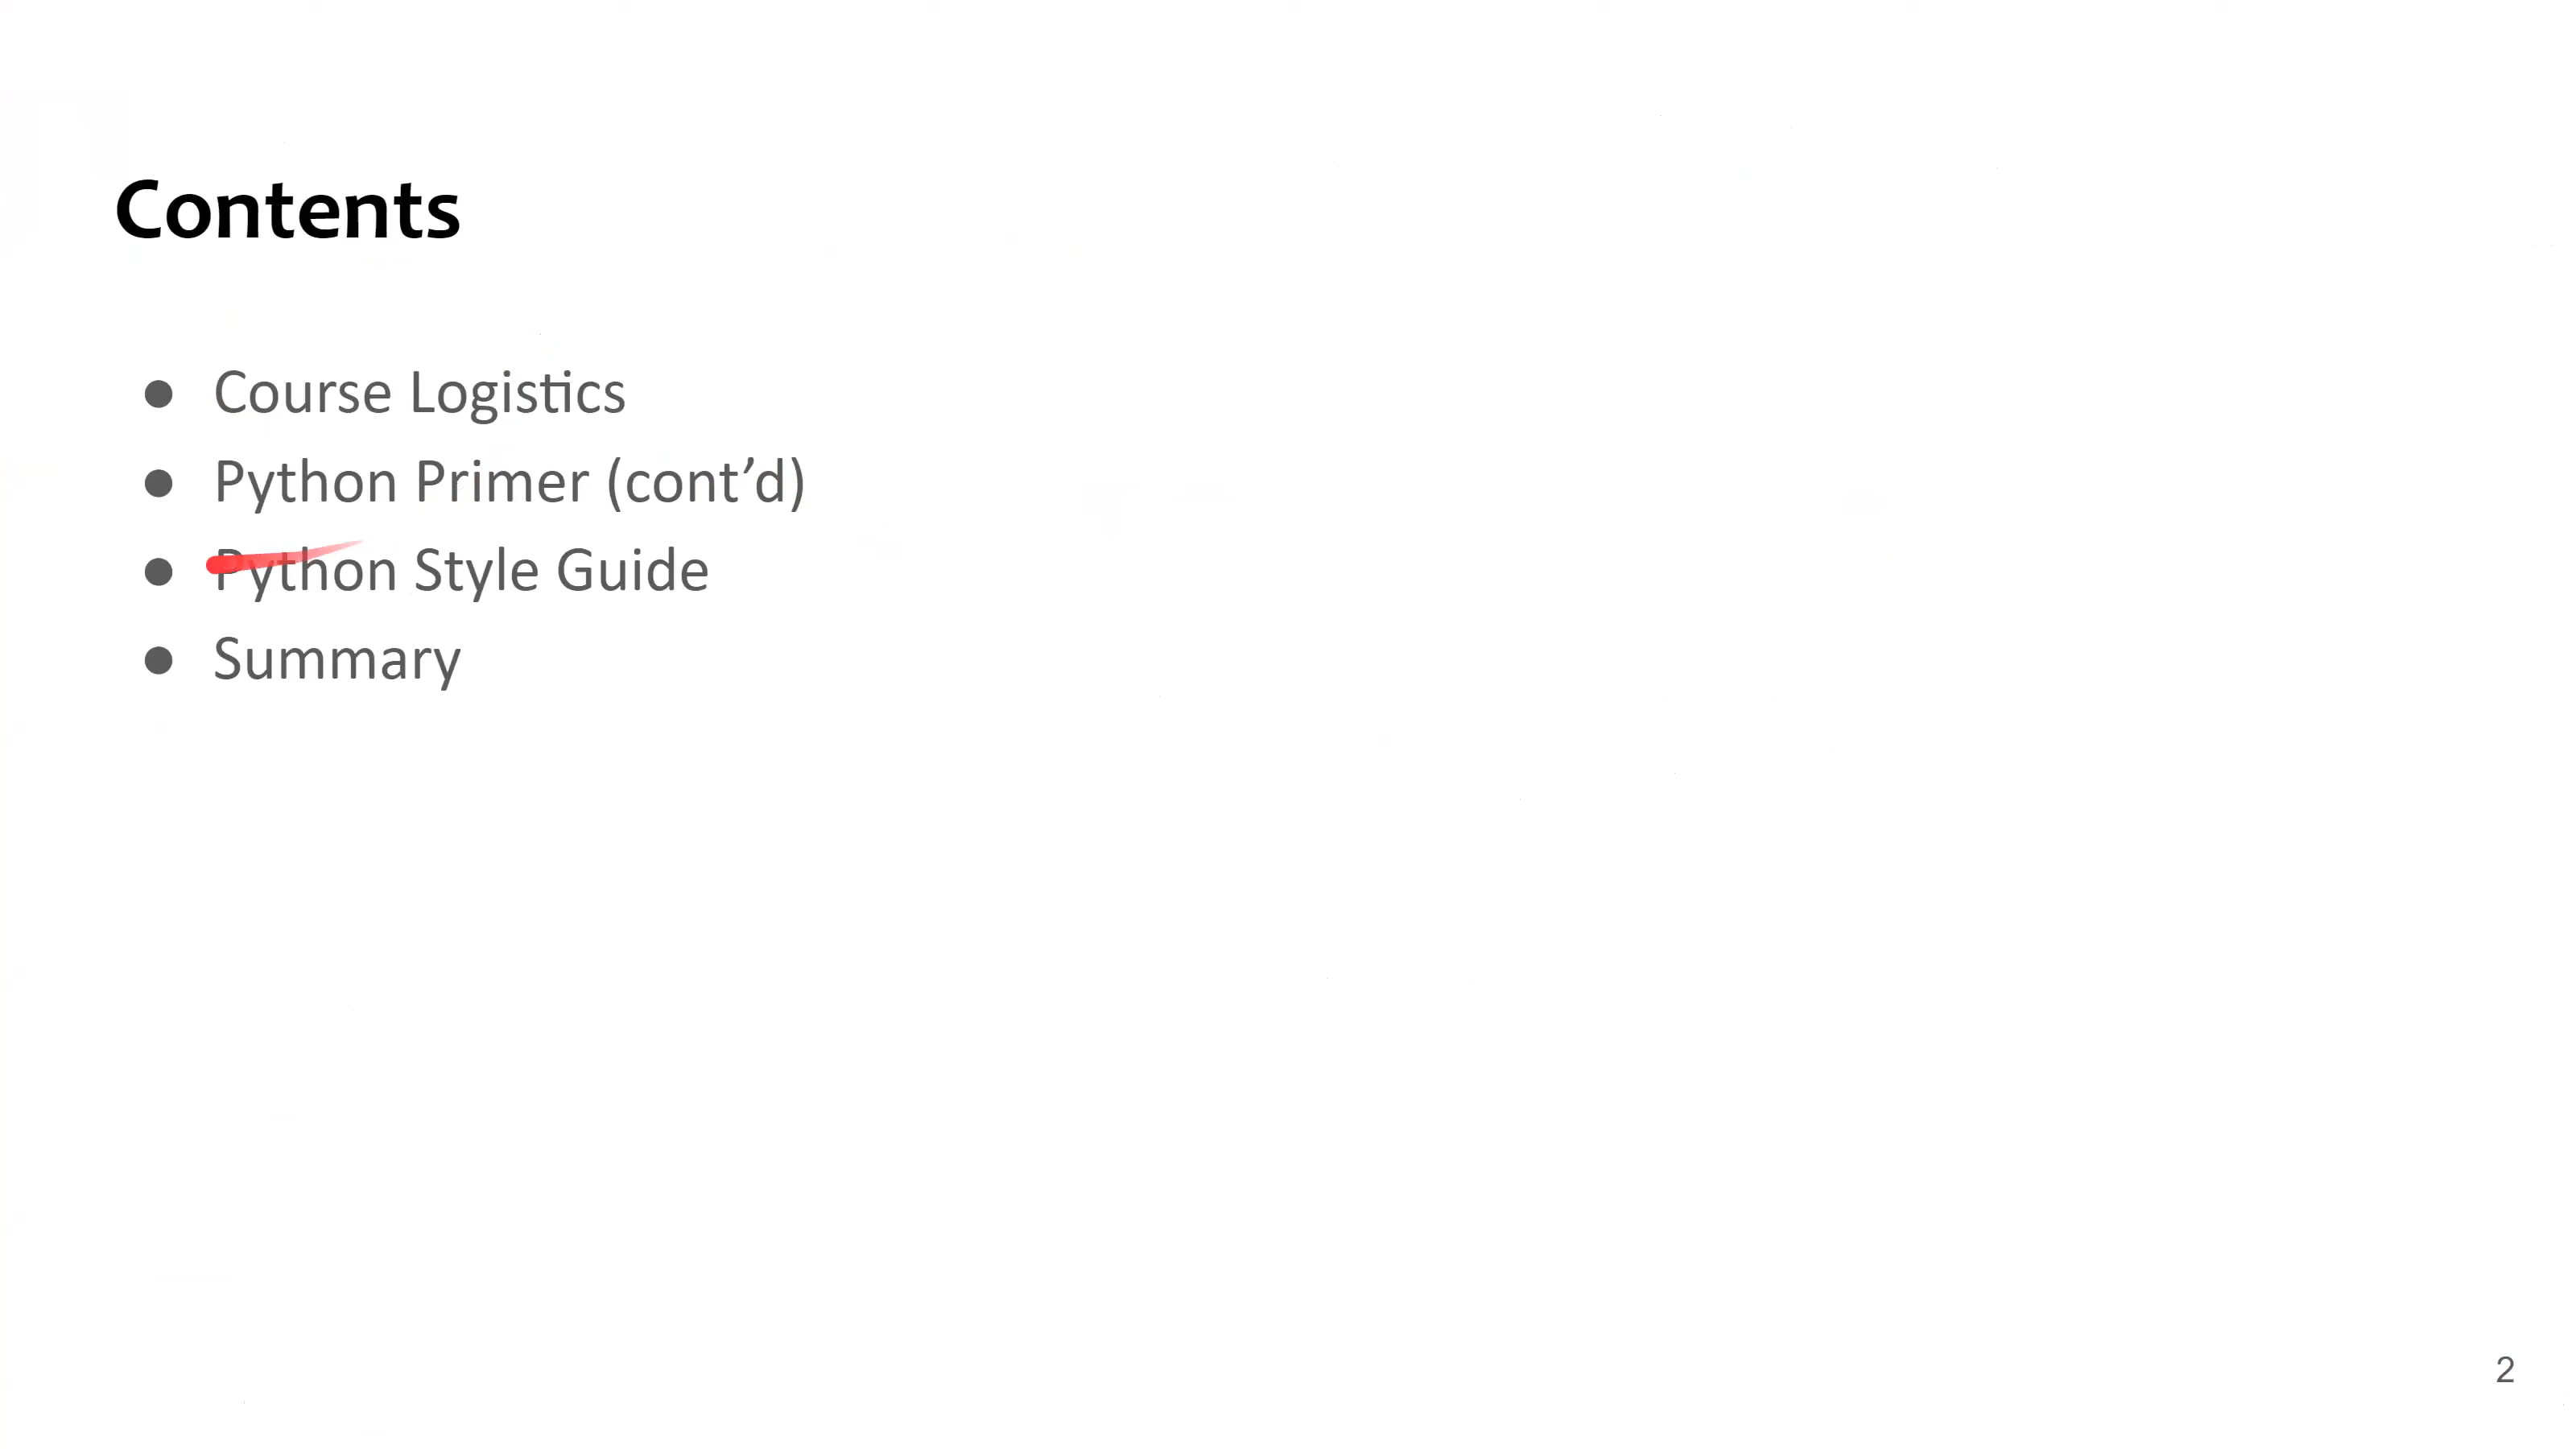 Contents
● Course Logistics
● Python Primer (cont’d)
● Python Style Guide
● Summary
2